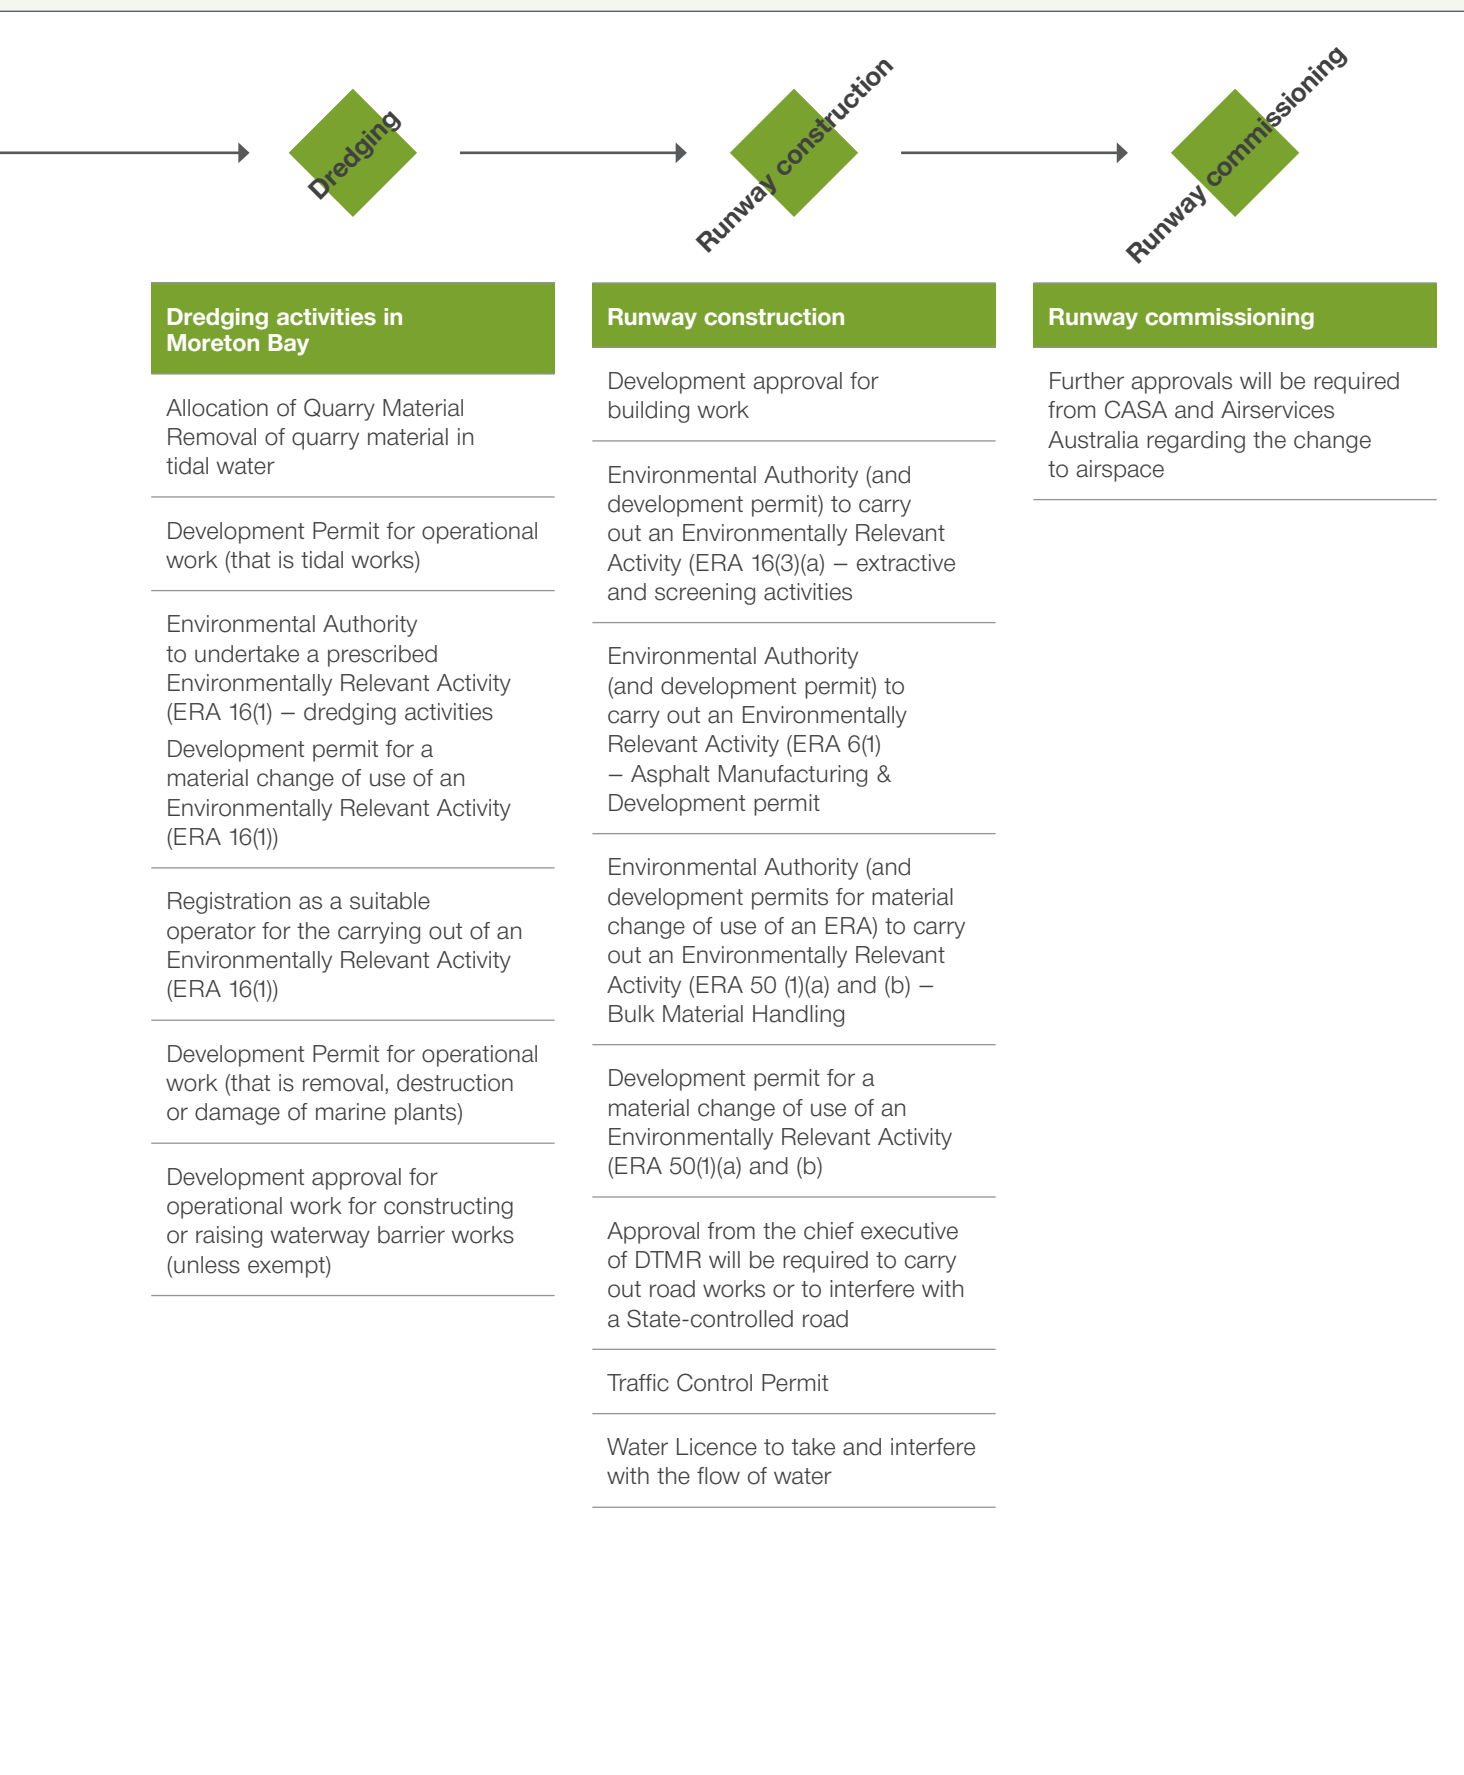 Dredging
Runway construction
Runway commissioning
Dredging activities in
Moreton Bay
Allocation of Quarry Material
Removal of quarry material in
tidal water
Development Permit for operational
work (that is tidal works)
Environmental Authority
to undertake a prescribed
Environmentally Relevant Activity
(ERA 16(1) – dredging activities
Development permit for a
material change of use of an
Environmentally Relevant Activity
(ERA 16(1))
Registration as a suitable
operator for the carrying out of an
Environmentally Relevant Activity
(ERA 16(1))
Development Permit for operational
work (that is removal, destruction
or damage of marine plants)
Development approval for
operational work for constructing
or raising waterway barrier works
(unless exempt)
Runway construction
Development approval for
building work
Environmental Authority (and
development permit) to carry
out an Environmentally Relevant
Activity (ERA 16(3)(a) – extractive
and screening activities
Environmental Authority
(and development permit) to
carry out an Environmentally
Relevant Activity (ERA 6(1)
– Asphalt Manufacturing &
Development permit
Environmental Authority (and
development permits for material
change of use of an ERA) to carry
out an Environmentally Relevant
Activity (ERA 50 (1)(a) and (b) –
Bulk Material Handling
Development permit for a
material change of use of an
Environmentally Relevant Activity
(ERA 50(1)(a) and (b)
Approval from the chief executive
of DTMR will be required to carry
out road works or to interfere with
a State-controlled road
Traffic Control Permit
Water Licence to take and interfere
with the flow of water
Runway commissioning
Further approvals will be required
from CASA and Airservices
Australia regarding the change
to airspace